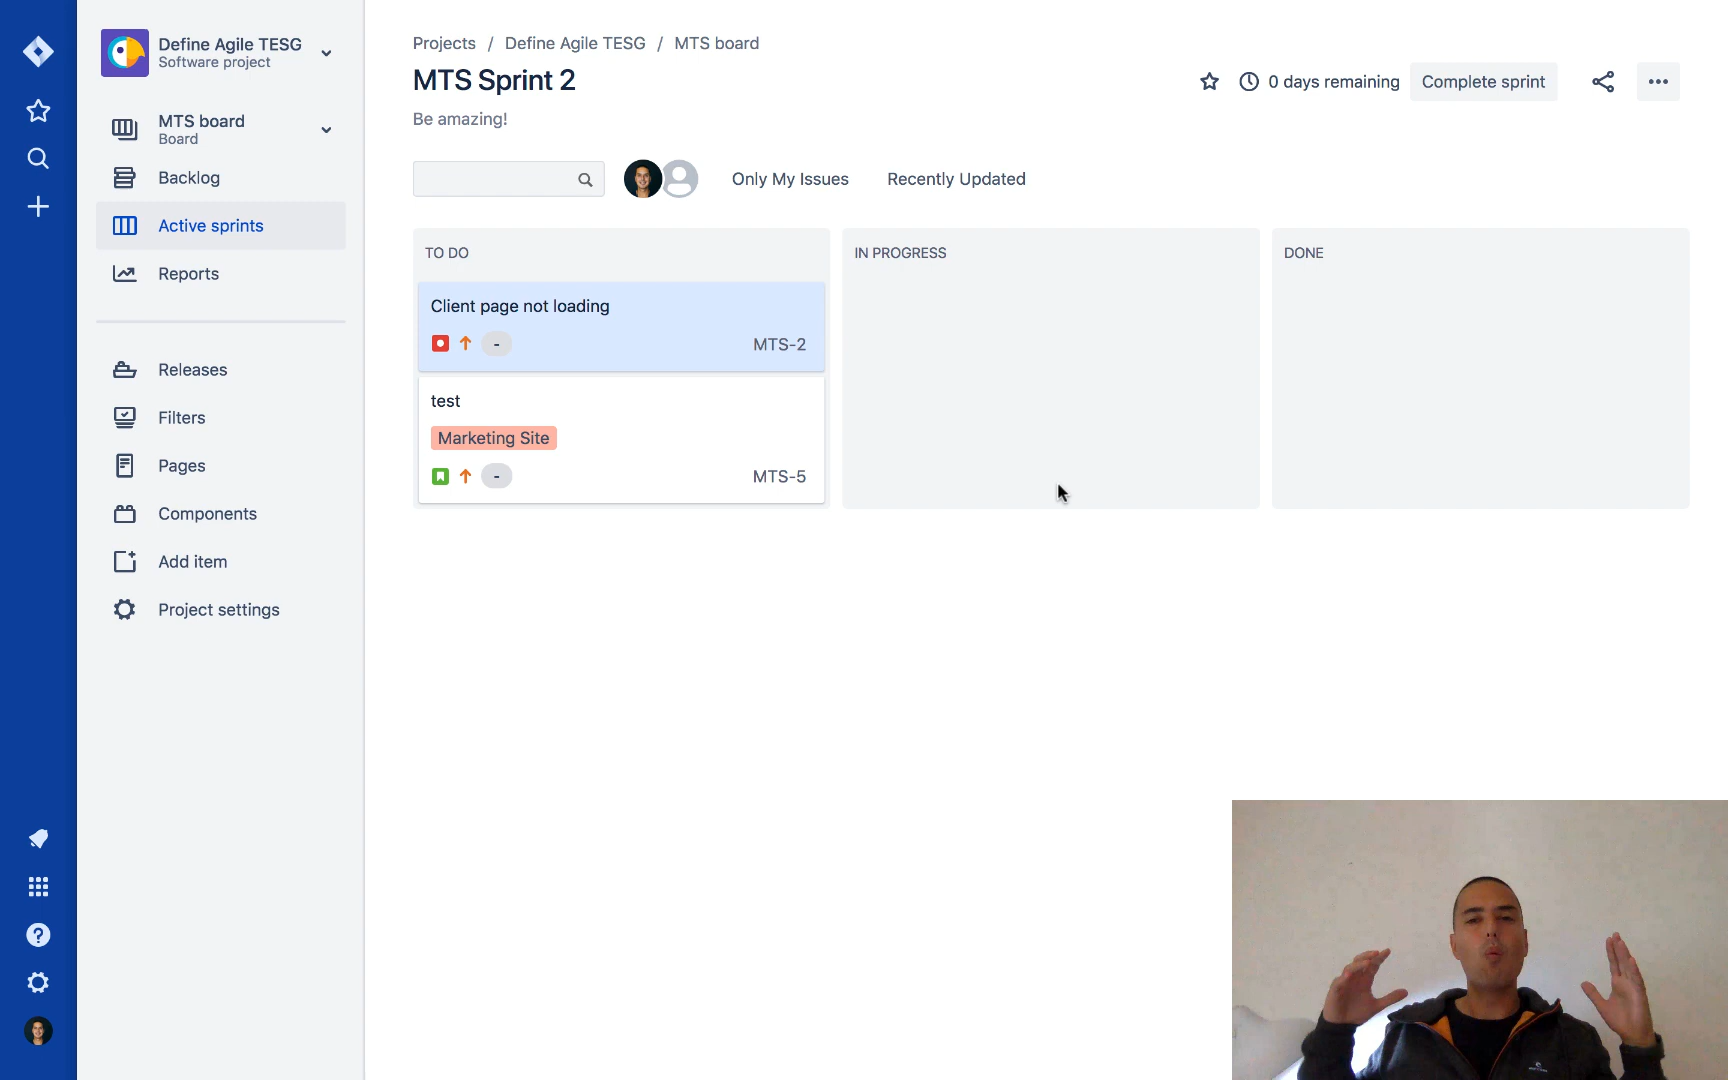 Define Agile TESG
Software project
MTS board
Board
Backlog
Active sprints
Reports
Releases
Filters
Pages
Components
Add item
Project settings
Projects / Define Agile TESG / MTS board
MTS Sprint 2
0 days remaining
Complete sprint
Be amazing!
Only My Issues
Recently Updated
TO DO
Client page not loading
-
MTS-2
test
Marketing Site
-
MTS-5
IN PROGRESS
DONE